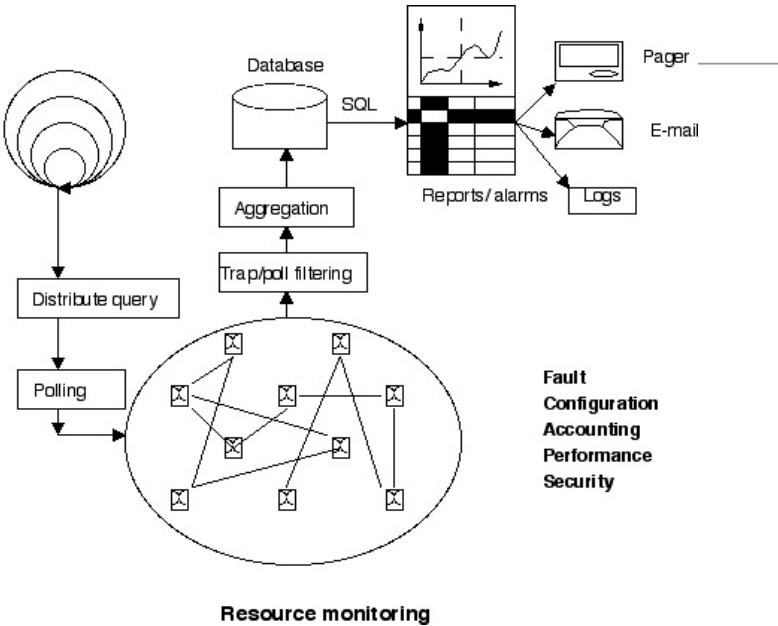 Database
SQL
Pager
E-mail
Reports/alarms
Logs
Aggregation
Trap/poll filtering
Distribute query
Polling
Fault
Configuration
Accounting
Performance
Security
Resource monitoring